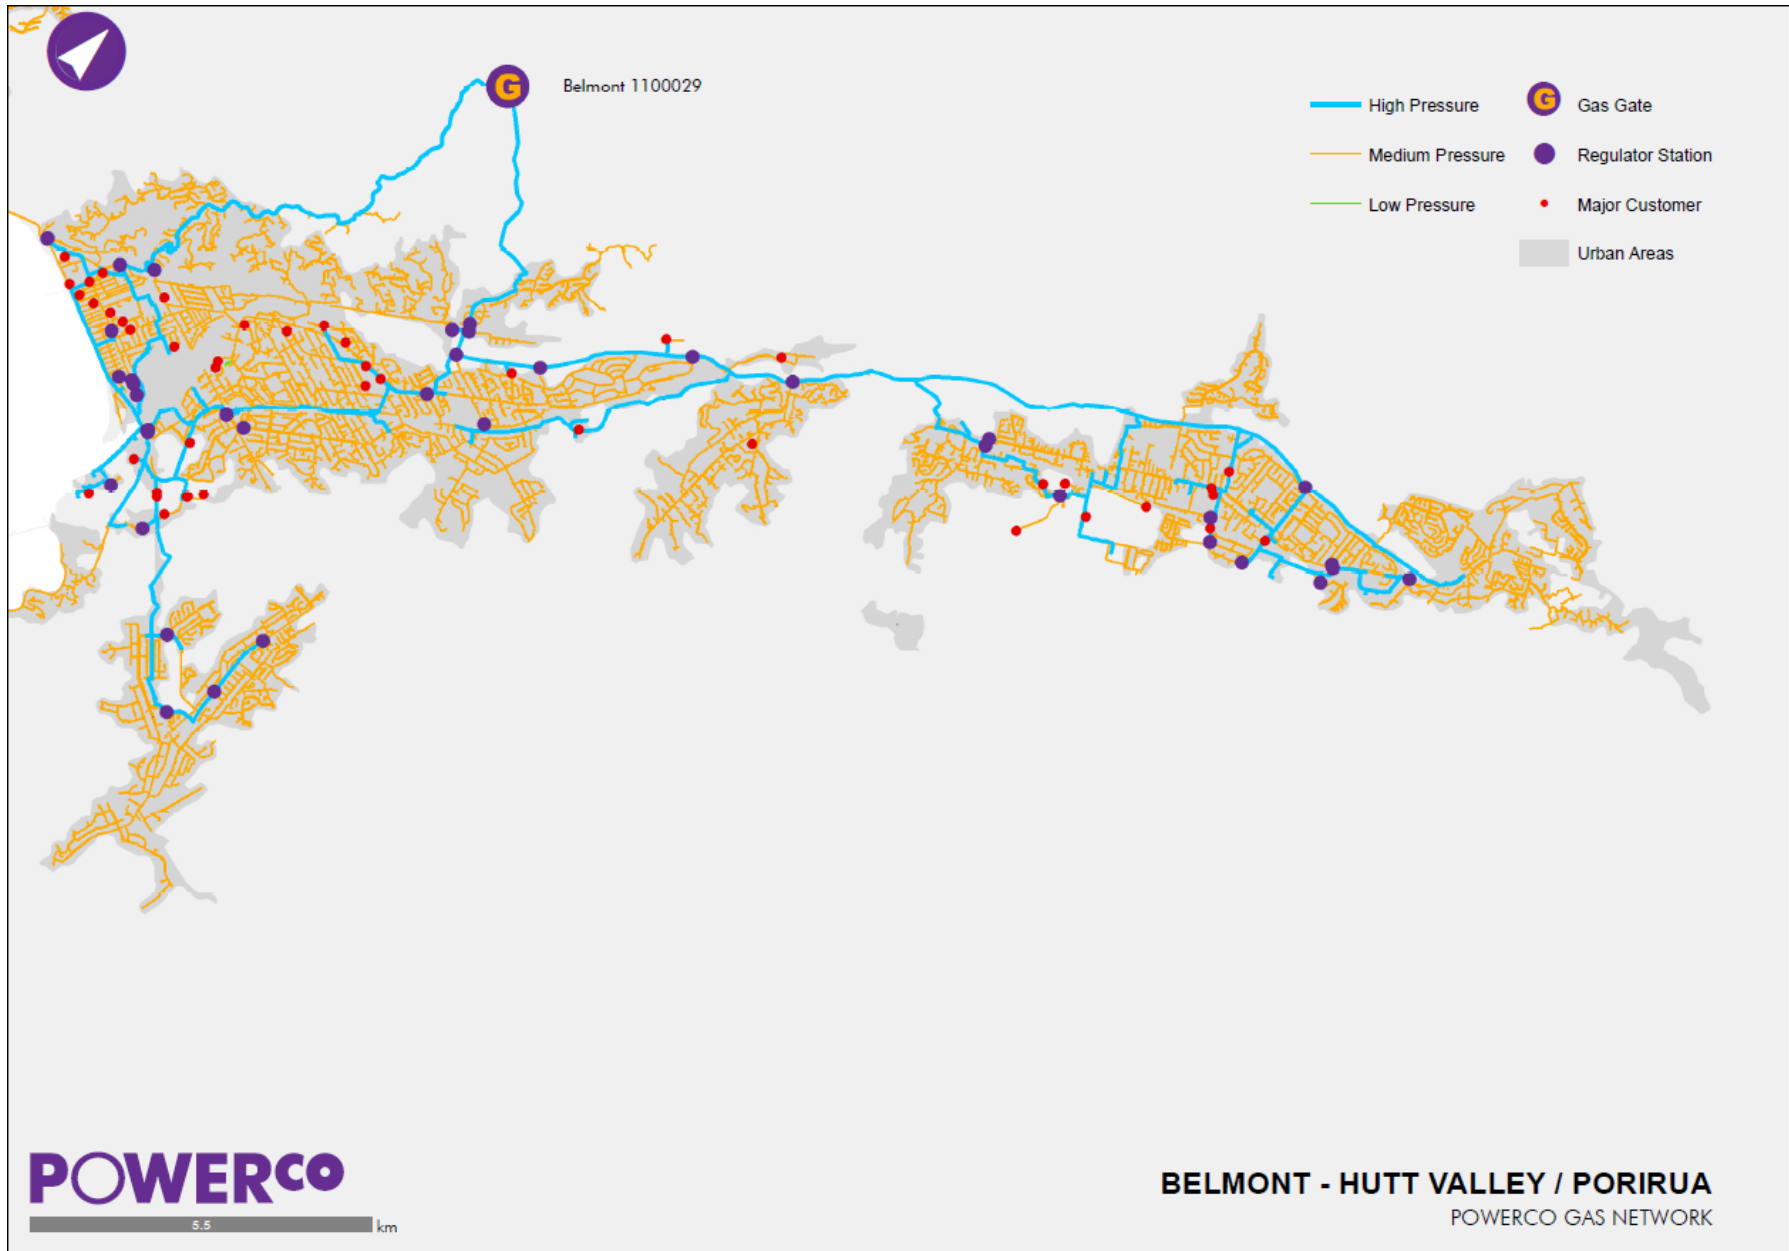 G
Belmont 1100029
High Pressure
G
Gas Gate
Medium Pressure
Regulator Station
Low Pressure
Major Customer
Urban Areas
POWERCO
5.5
km
BELMONT - HUTT VALLEY / PORIRUA
POWERCO GAS NETWORK